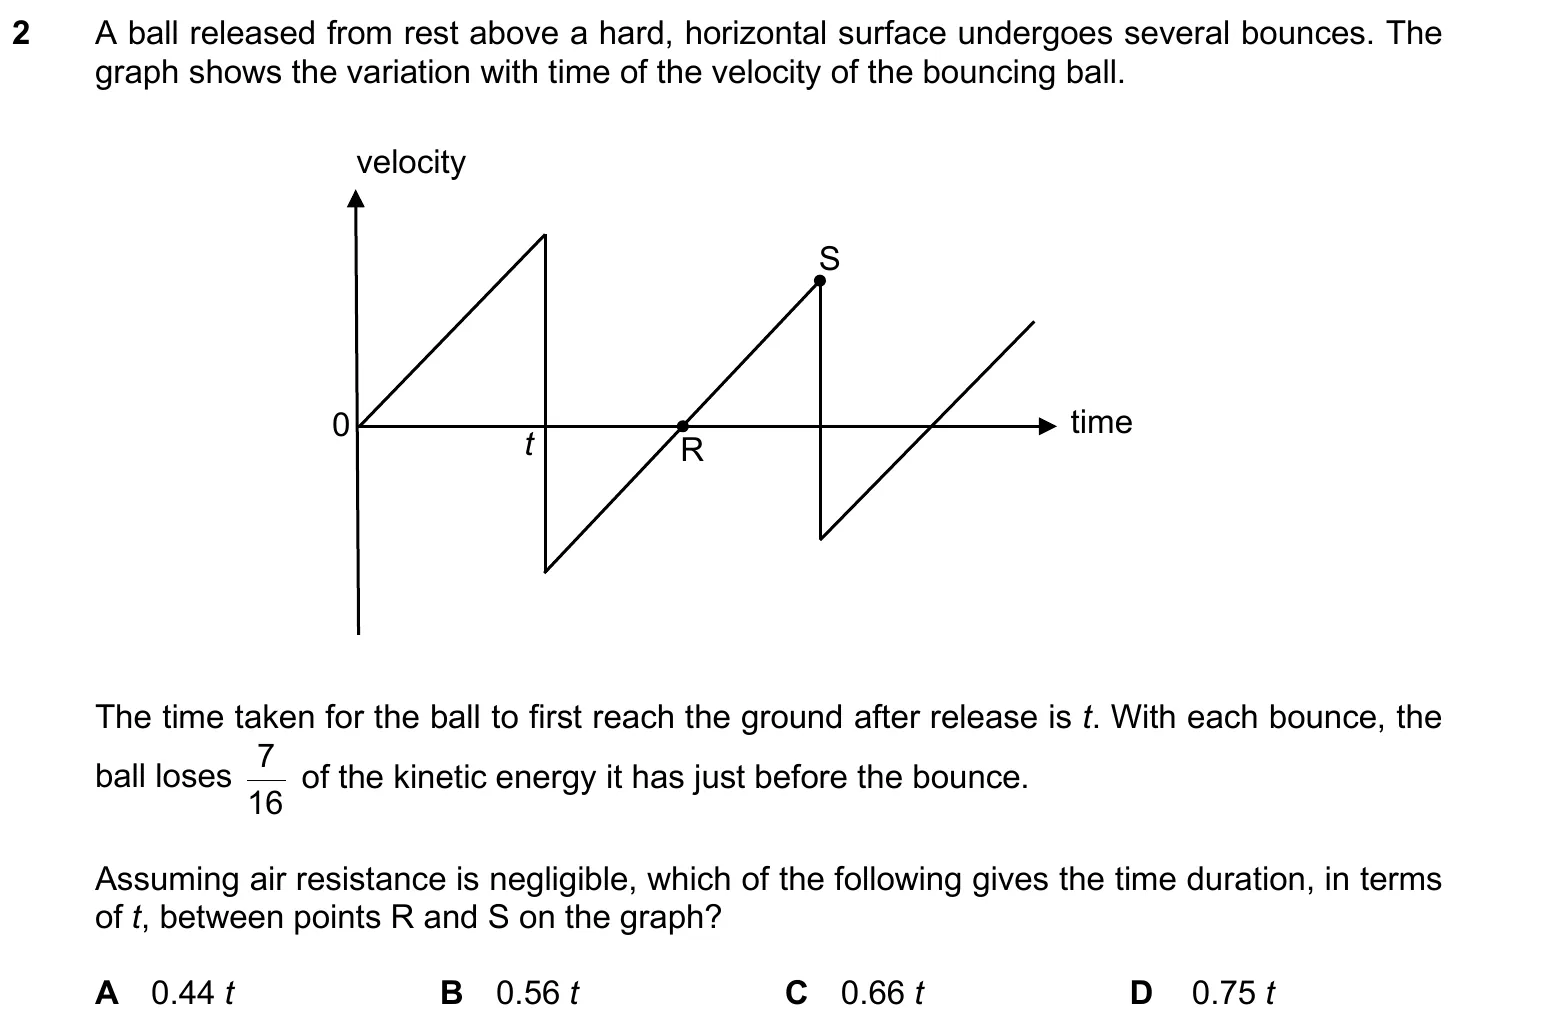 2 A ball released from rest above a hard, horizontal surface undergoes several bounces. The
graph shows the variation with time of the velocity of the bouncing ball.
velocity
S
0
t
R
time
The time taken for the ball to first reach the ground after release is t. With each bounce, the
ball loses 7/16 of the kinetic energy it has just before the bounce.
Assuming air resistance is negligible, which of the following gives the time duration, in terms
of t, between points R and S on the graph?
A 0.44 t B 0.56 t C 0.66 t D 0.75 t